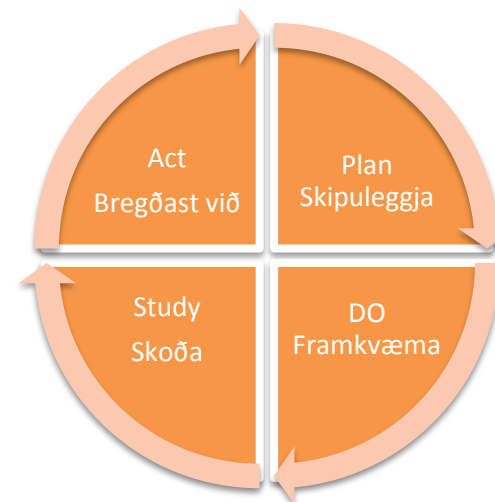 Act
Bregðast við
Plan
Skipuleggja
Study
Skoða
DO
Framkvæma